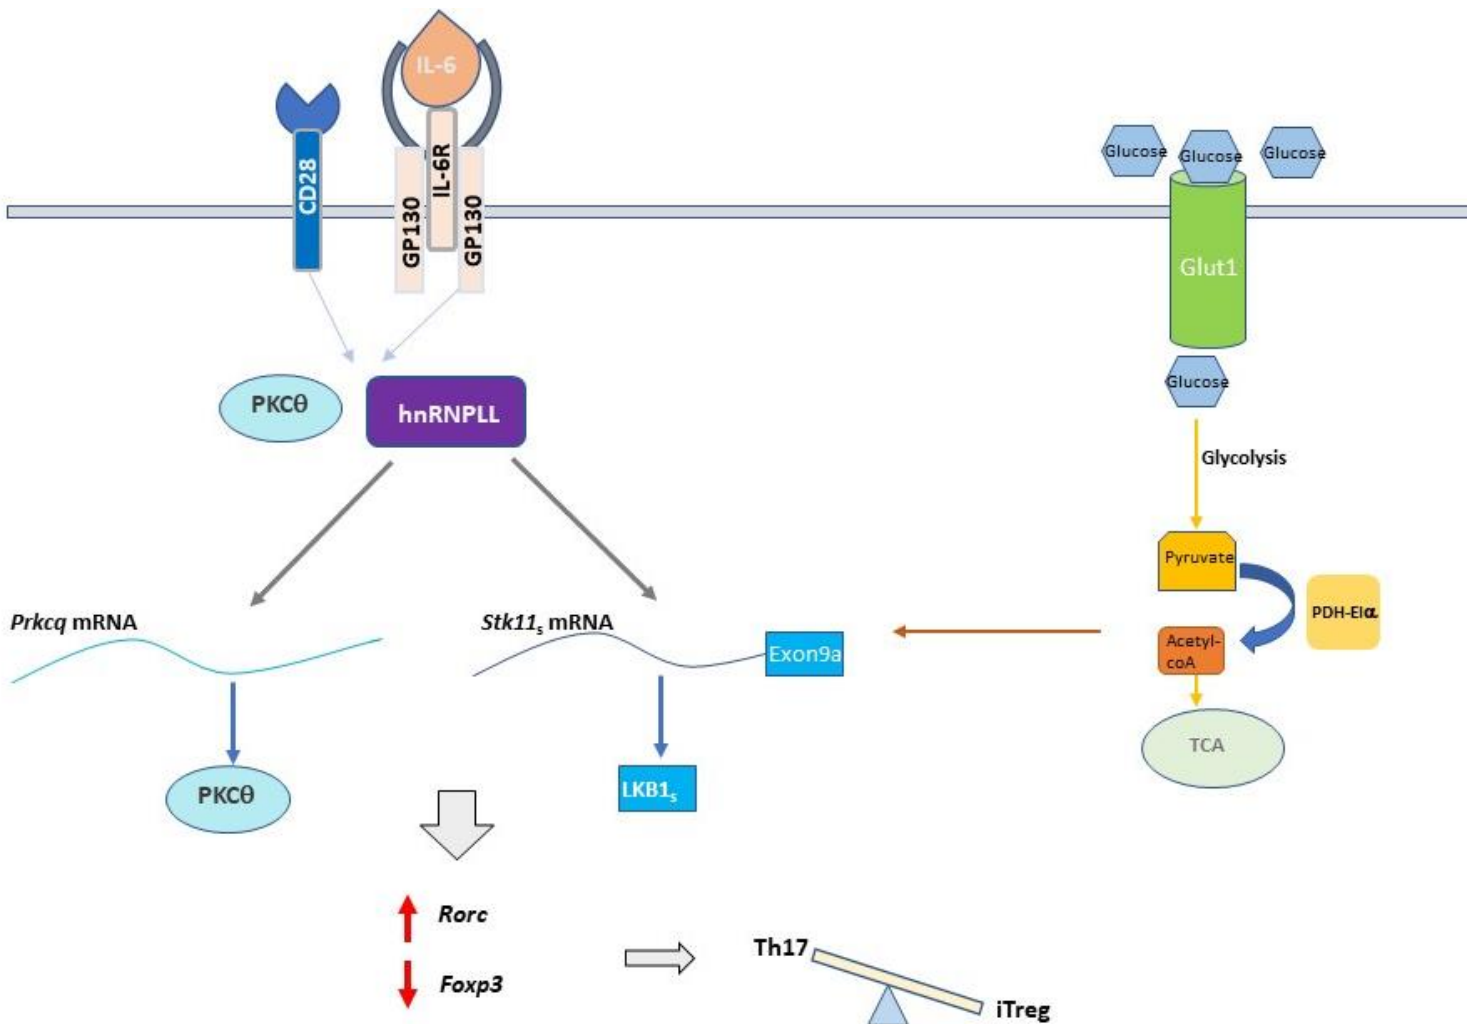 IL-6
CD28
GP130
IL-6R
GP130
Glucose
Glucose
Glucose
Glut1
Glucose
PKCθ
hnRNPLL
Glycolysis
Pyruvate
PDH-EIα
Prkcq mRNA
Stk11s mRNA
Exon9a
Acetyl-
coA
TCA
PKCθ
LKB1s
Rorc
Foxp3
Th17
iTreg